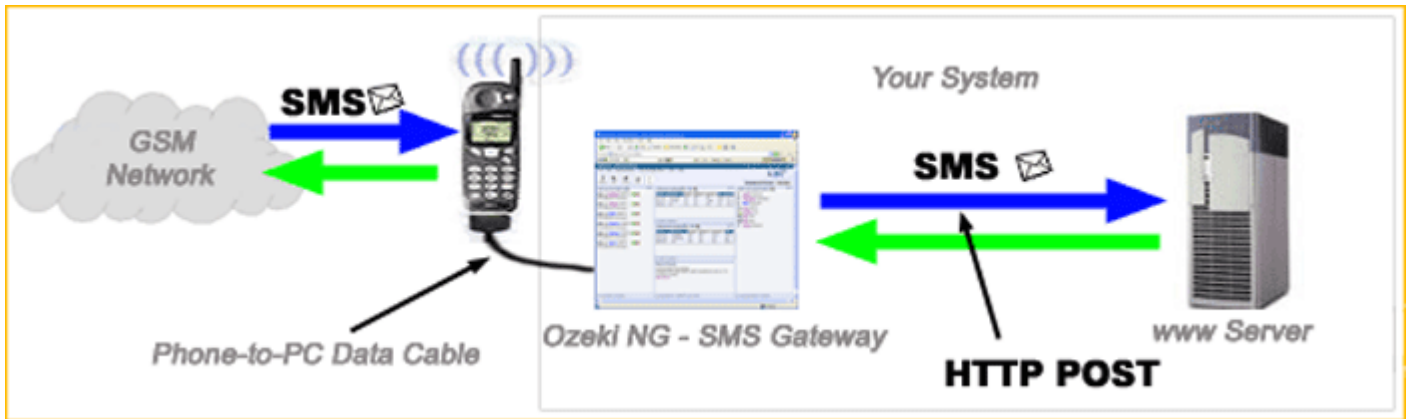 Your System
SMS
GSM
Network
SMS
Phone-to-PC Data Cable
Ozeki NG - SMS Gateway
www Server
HTTP POST